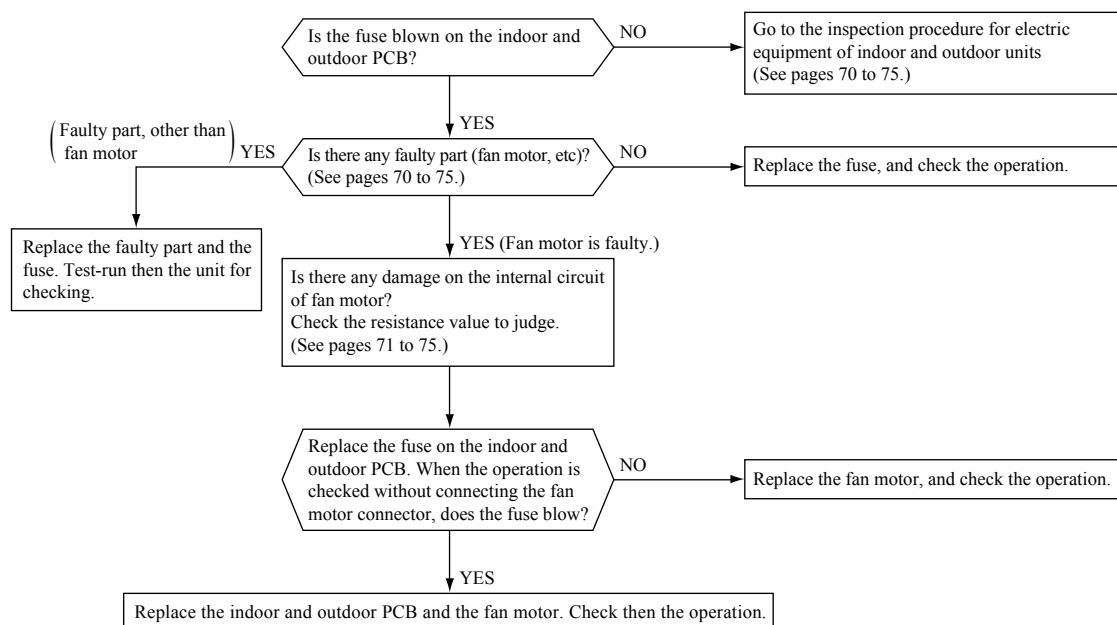 Is the fuse blown on the indoor and
outdoor PCB?
NO
Go to the inspection procedure for electric
equipment of indoor and outdoor units
(See pages 70 to 75.)
YES
(Faulty part, other than
fan motor)
YES
Is there any faulty part (fan motor, etc)?
(See pages 70 to 75.)
NO
Replace the fuse, and check the operation.
Replace the faulty part and the
fuse. Test-run then the unit for
checking.
YES (Fan motor is faulty.)
Is there any damage on the internal circuit
of fan motor?
Check the resistance value to judge.
(See pages 71 to 75.)
Replace the fuse on the indoor and
outdoor PCB. When the operation is
checked without connecting the fan
motor connector, does the fuse blow?
NO
Replace the fan motor, and check the operation.
YES
Replace the indoor and outdoor PCB and the fan motor. Check then the operation.